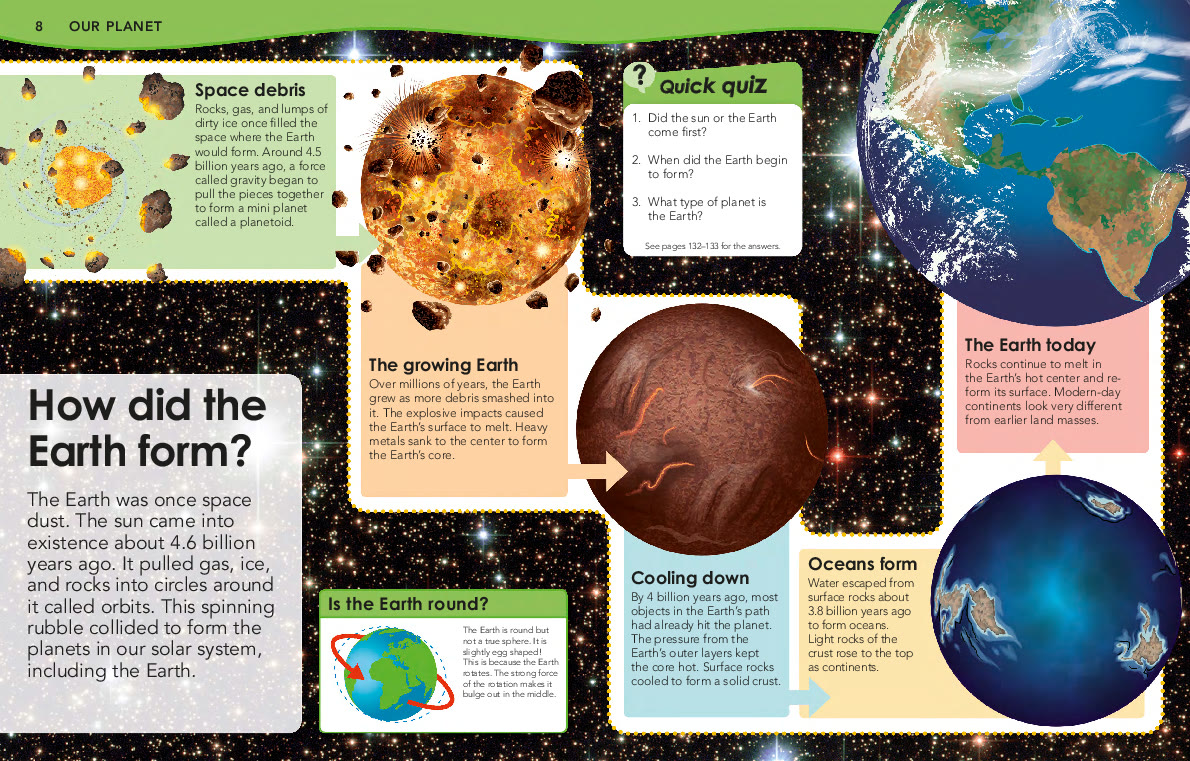 8 OUR PLANET
Space debris
Rocks, gas, and lumps of
dirty ice once filled the
space where the Earth
would form. Around 4.5
billion years ago, a force
called gravity began to
pull the pieces together
to form a mini planet
called a planetoid.
? Quick quiz
1. Did the sun or the Earth
come first?
2. When did the Earth begin
to form?
3. What type of planet is
the Earth?
See pages 132–133 for the answers.
How did the
Earth form?
The Earth was once space
dust. The sun came into
existence about 4.6 billion
years ago. It pulled gas, ice,
and rocks into circles around
it called orbits. This spinning
rubble collided to form the
planets in our solar system,
including the Earth.
The growing Earth
Over millions of years, the Earth
grew as more debris smashed into
it. The explosive impacts caused
the Earth's surface to melt. Heavy
metals sank to the center to form
the Earth's core.
Is the Earth round?
The Earth is round but
not a true sphere. It is
slightly egg shaped!
This is because the Earth
rotates. The strong force
of the rotation makes it
bulge out in the middle.
Cooling down
By 4 billion years ago, most
objects in the Earth's path
had already hit the planet.
The pressure from the
Earth's outer layers kept
the core hot. Surface rocks
cooled to form a solid crust.
Oceans form
Water escaped from
surface rocks about
3.8 billion years ago
to form oceans.
Light rocks of the
crust rose to the top
as continents.
The Earth today
Rocks continue to melt in
the Earth's hot center and re-
form its surface. Modern-day
continents look very different
from earlier land masses.